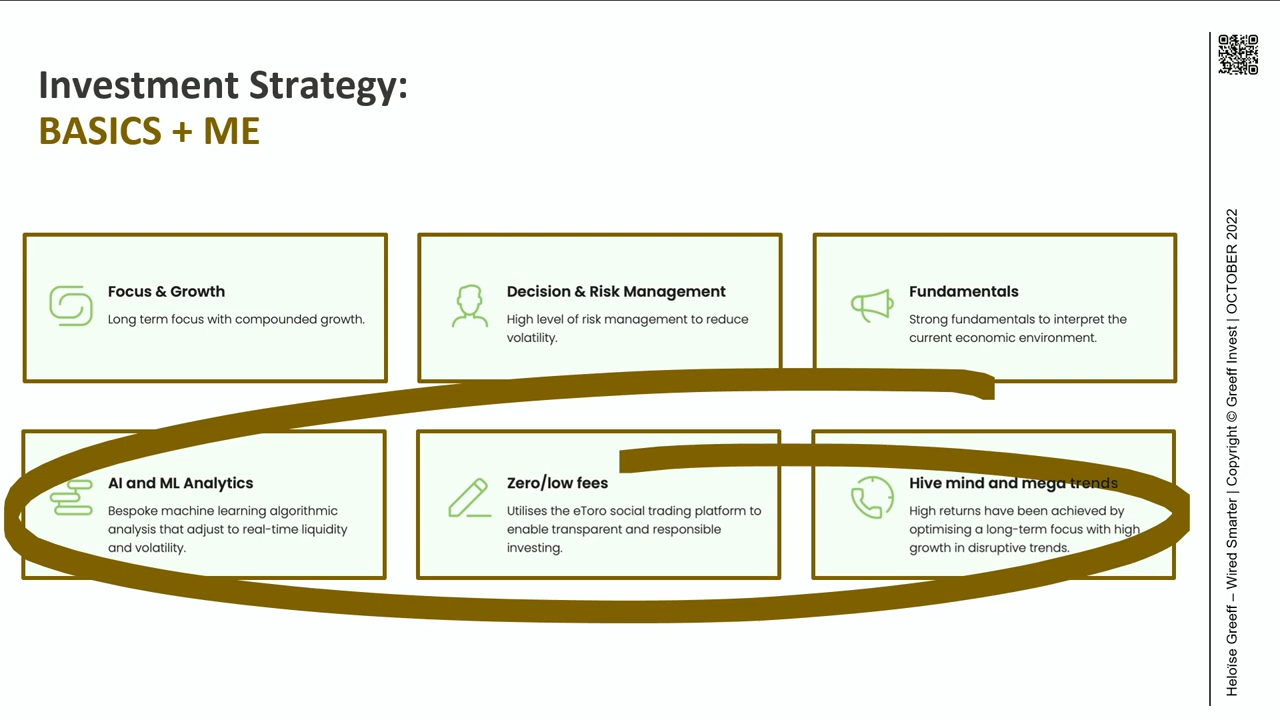 Investment Strategy:
BASICS + ME
Focus & Growth
Long term focus with compounded growth.
Decision & Risk Management
High level of risk management to reduce
volatility.
Fundamentals
Strong fundamentals to interpret the
current economic environment.
AI and ML Analytics
Bespoke machine learning algorithmic
analysis that adjust to real-time liquidity
and volatility.
Zero/low fees
Utilises the eToro social trading platform to
enable transparent and responsible
investing.
Hive mind and mega trends
High returns have been achieved by
optimising a long-term focus with high
growth in disruptive trends.
Heloïse Greeff – Wired Smarter | Copyright © Greeff Invest | OCTOBER 2022